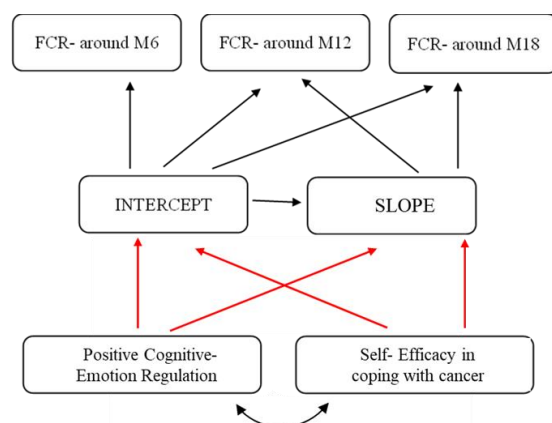 FCR- around M6
FCR- around M12
FCR- around M18
INTERCEPT
SLOPE
Positive Cognitive-
Emotion Regulation
Self- Efficacy in
coping with cancer